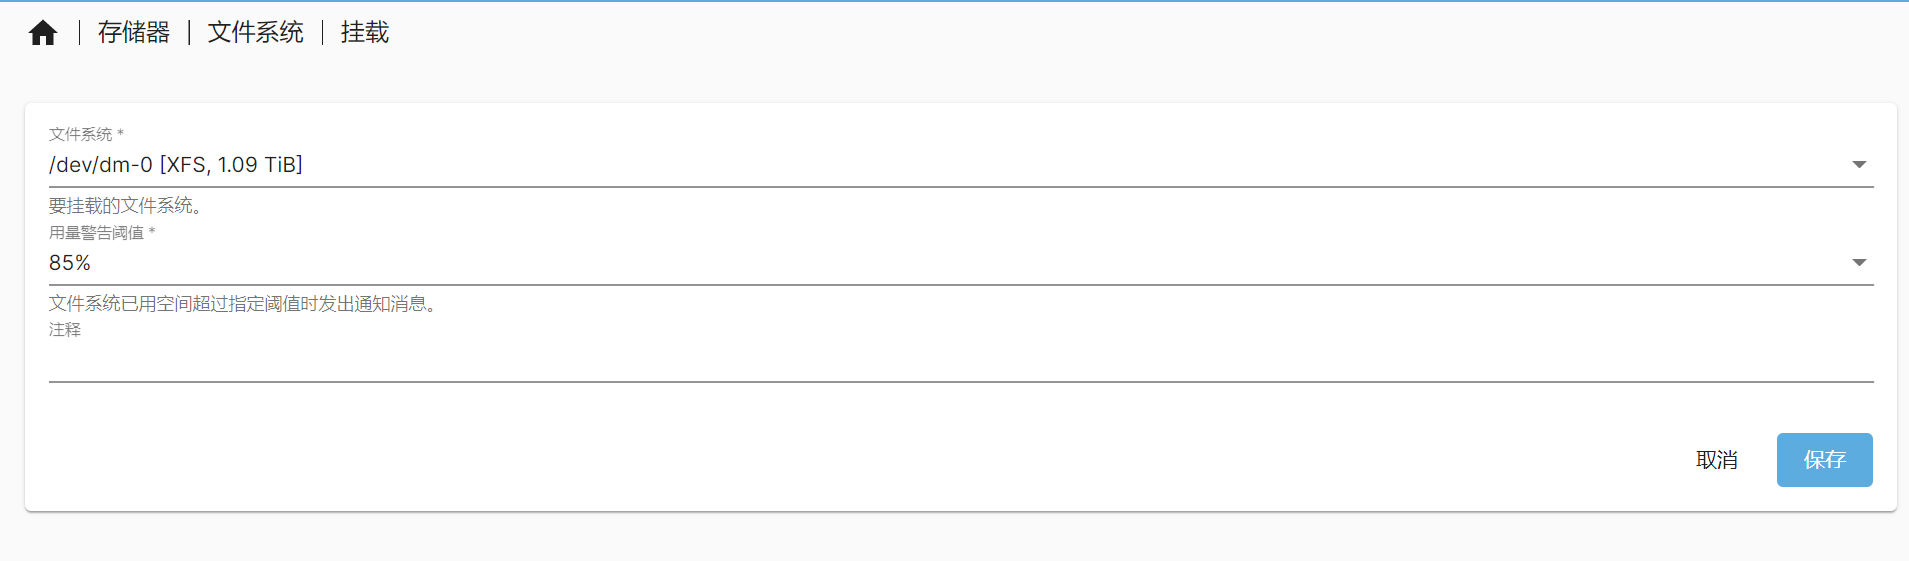 存储器 | 文件系统 | 挂载
文件系统 *
/dev/dm-0 [XFS, 1.09 TiB]
要挂载的文件系统。
用量警告阈值 *
85%
文件系统已用空间超过指定阈值时发出通知消息。
注释
取消 保存